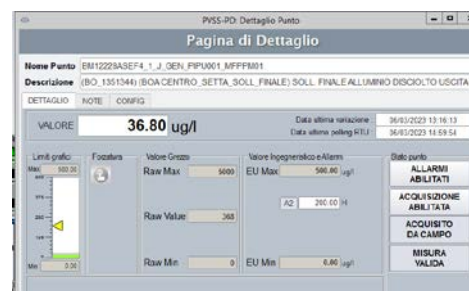 PVSS-PD: Dettaglio Punto
Pagina di Dettaglio
Nome Punto BM12228ASEF4_1_J_GEN_PIPU001_MFPPM01
Descrizione (BO_1351344) (BOA CENTRO_SETTA_SOLL_FINALE) SOLL. FINALE ALLUMINIO DISCIOLTO USCITA
DETTAGLIO NOTE CONFIG
VALORE 36.80 ug/l
Data ultima variazione 06/03/2023 13:16:13
Data ultimo polling RTU 06/03/2023 14:59:54
Limiti grafici Forzatura Valore Grezzo Valore Ingegneristico e Allarmi Stato punto
Max 500.00 Raw Max 5000 EU Max 500.00 ug/l ALLARMI ABILITATI
A2 200.00 H ACQUISIZIONE ABILITATA
Raw Value 368 ACQUISITO DA CAMPO
Min 0.00 Raw Min 0 EU Min 0.00 ug/l MISURA VALIDA